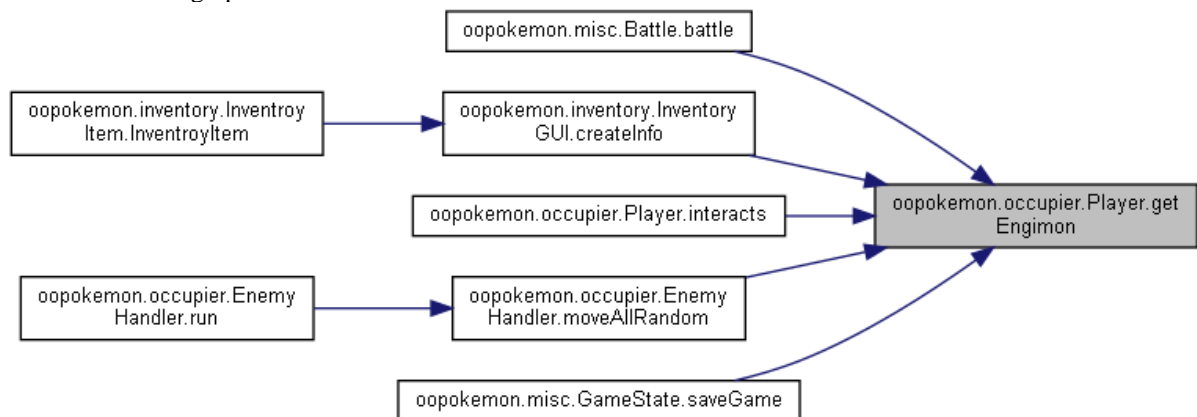 oopokemon.misc.Battle.battle
oopokemon.inventory.Inventroy
Item.InventroyItem
oopokemon.inventory.Inventory
GUI.createInfo
oopokemon.occupier.Player.interacts
oopokemon.occupier.Player.get
Engimon
oopokemon.occupier.Enemy
Handler.run
oopokemon.occupier.Enemy
Handler.moveAllRandom
oopokemon.misc.GameState.saveGame